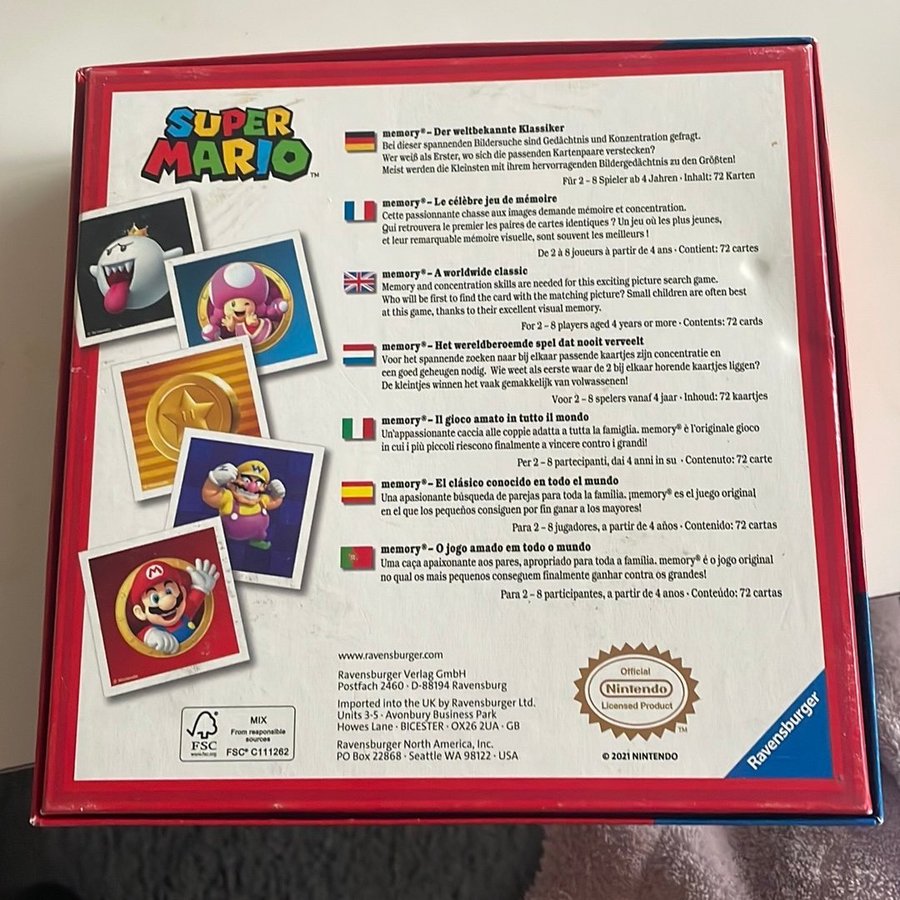 SUPER
MARIO™
memory® – Der weltbekannte Klassiker
Bei dieser spannenden Bildersuche sind Gedächtnis und Konzentration gefragt.
Wer weiß als Erster, wo sich die passenden Kartenpaare verstecken?
Meist werden die Kleinsten mit ihrem hervorragenden Bildergedächtnis zu den Größten!
Für 2 – 8 Spieler ab 4 Jahren · Inhalt: 72 Karten
memory® – Le célèbre jeu de mémoire
Cette passionnante chasse aux images demande mémoire et concentration.
Qui retrouvera le premier les paires de cartes identiques ? Un jeu où les plus jeunes,
et leur remarquable mémoire visuelle, sont souvent les meilleurs !
De 2 à 8 joueurs à partir de 4 ans · Contient: 72 cartes
memory® – A worldwide classic
Memory and concentration skills are needed for this exciting picture search game.
Who will be first to find the card with the matching picture? Small children are often best
at this game, thanks to their excellent visual memory.
For 2 – 8 players aged 4 years or more · Contents: 72 cards
memory® – Het wereldberoemde spel dat nooit verveelt
Voor het spannende zoeken naar bij elkaar passende kaartjes zijn concentratie en
een goed geheugen nodig. Wie weet als eerste waar de 2 bij elkaar horende kaartjes liggen?
De kleintjes winnen het vaak gemakkelijk van volwassenen!
Voor 2 – 8 spelers vanaf 4 jaar · Inhoud: 72 kaartjes
memory® – Il gioco amato in tutto il mondo
Un'appassionante caccia alle coppie adatta a tutta la famiglia. memory® è l'originale gioco
in cui i più piccoli riescono finalmente a vincere contro i grandi!
Per 2 – 8 partecipanti, dai 4 anni in su · Contenuto: 72 carte
memory® – El clásico conocido en todo el mundo
Una apasionante búsqueda de parejas para toda la familia. ¡memory® es el juego original
en el que los pequeños consiguen por fin ganar a los mayores!
Para 2 – 8 jugadores, a partir de 4 años · Contenido: 72 cartas
memory® – O jogo amado em todo o mundo
Uma caça apaixonante aos pares, apropriado para toda a família. memory® é o jogo original
no qual os mais pequenos conseguem finalmente ganhar contra os grandes!
Para 2 – 8 participantes, a partir de 4 anos · Conteúdo: 72 cartas
© Nintendo
© Nintendo
www.ravensburger.com
Ravensburger Verlag GmbH
Postfach 2460 · D-88194 Ravensburg
Imported into the UK by Ravensburger Ltd.
Units 3-5 · Avonbury Business Park
Howes Lane · BICESTER · OX26 2UA · GB
Ravensburger North America, Inc.
PO Box 22868 · Seattle WA 98122 · USA
FSC
www.fsc.org
MIX
From responsible
sources
FSC® C111262
Official
Nintendo
Licensed Product
™
© 2021 NINTENDO
Ravensburger